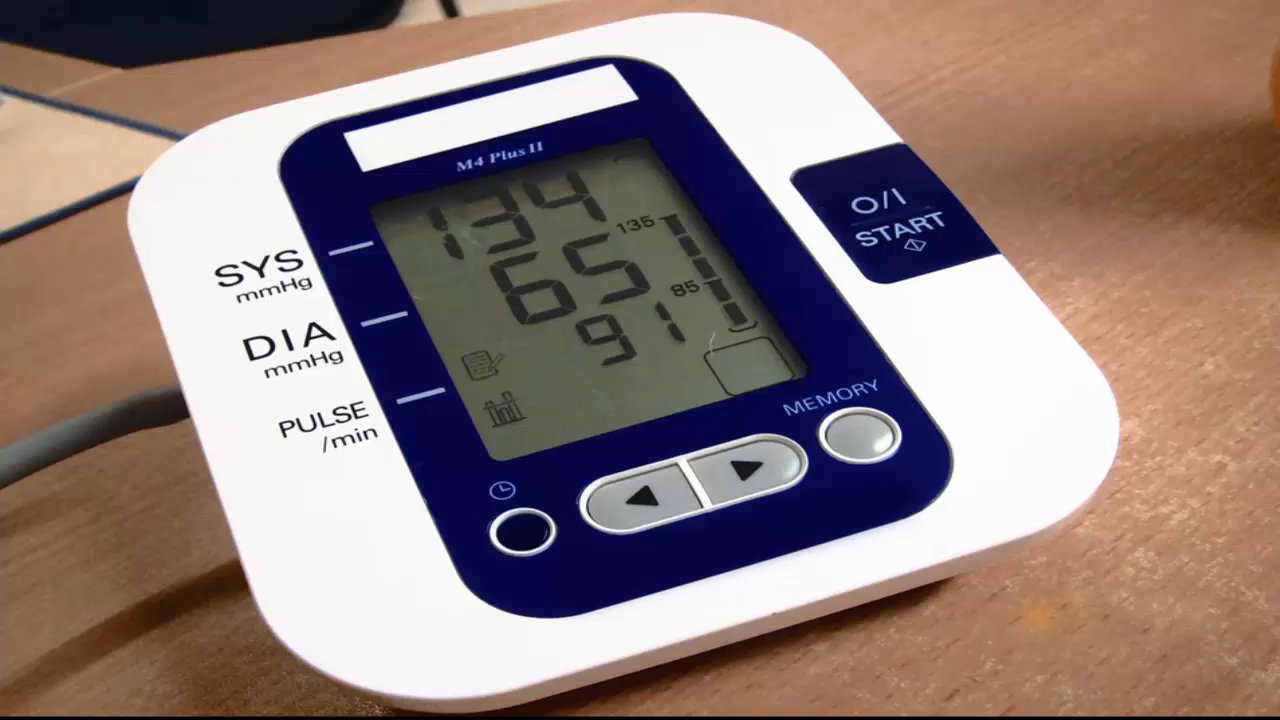 M4 Plus II
134
135
65
85
91
SYS
mmHg
DIA
mmHg
PULSE
/min
O/I
START
MEMORY